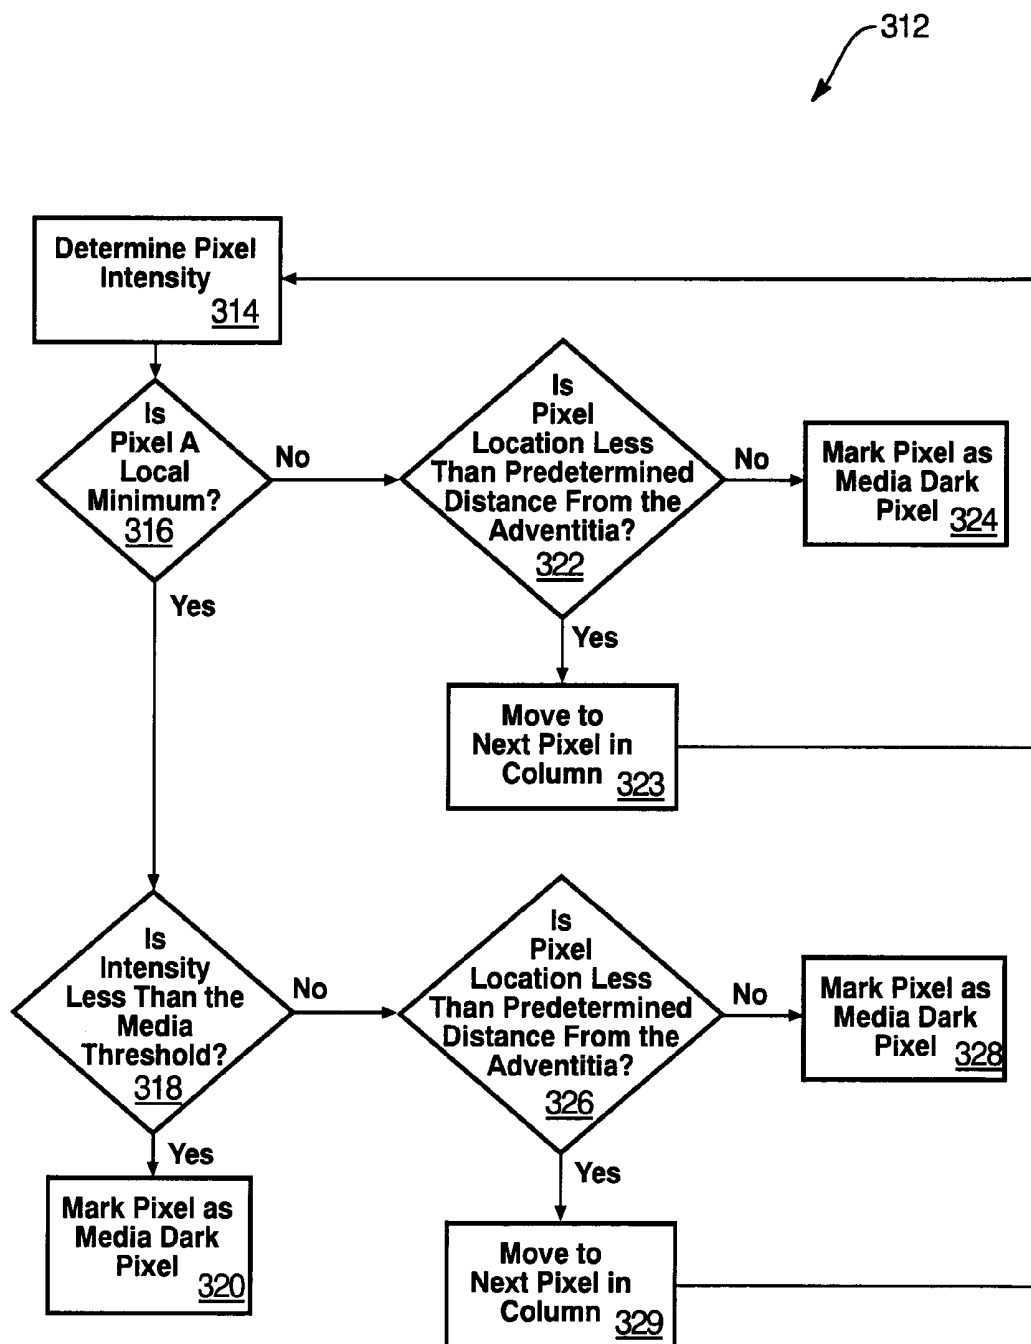 312
Determine Pixel
Intensity
314
Is
Pixel A
Local
Minimum?
316
No
Yes
Is
Pixel
Location Less
Than Predetermined
Distance From the
Adventitia?
322
No
Yes
Mark Pixel as
Media Dark
Pixel 324
Move to
Next Pixel in
Column 323
Is
Intensity
Less Than the
Media
Threshold?
318
No
Yes
Is
Pixel
Location Less
Than Predetermined
Distance From the
Adventitia?
326
No
Yes
Mark Pixel as
Media Dark
Pixel 328
Mark Pixel as
Media Dark
Pixel 320
Move to
Next Pixel in
Column 329